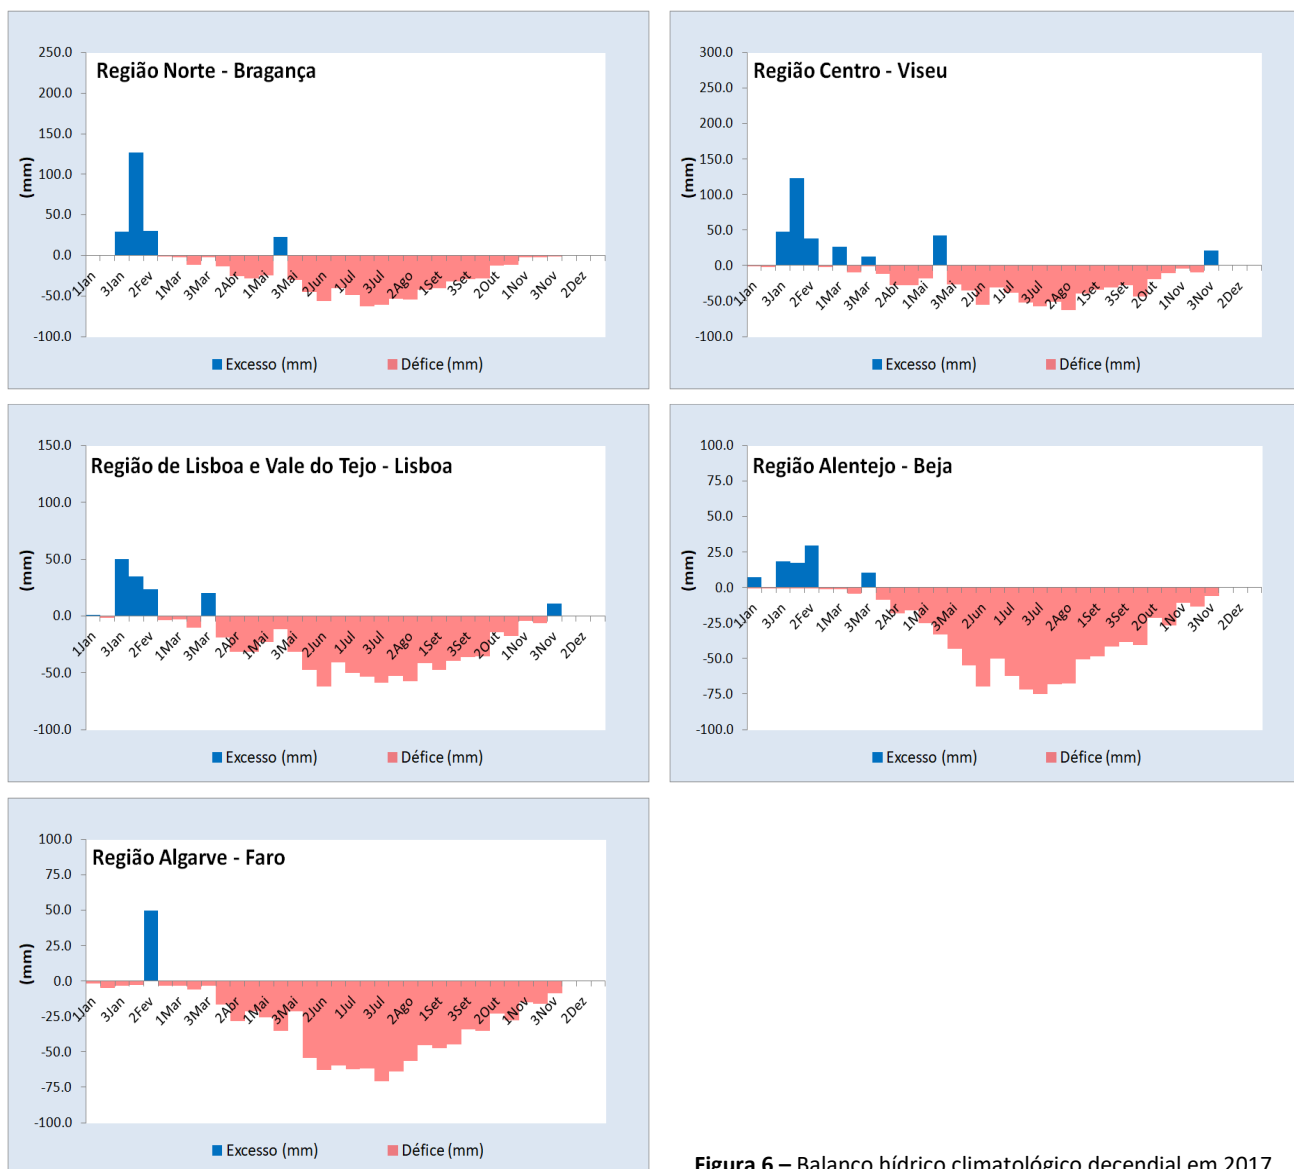 Região Norte - Bragança
250.0
200.0
150.0
100.0
50.0
0.0
-50.0
-100.0
(mm)
1Jan 3Jan 2Fev 1Mar 3Mar 2Abr 1Mai 3Mai 2Jun 1Jul 3Jul 2Ago 1Set 3Set 2Out 1Nov 3Nov 2Dez
Excesso (mm) Défice (mm)
Região Centro - Viseu
300.0
250.0
200.0
150.0
100.0
50.0
0.0
-50.0
-100.0
(mm)
1Jan 3Jan 2Fev 1Mar 3Mar 2Abr 1Mai 3Mai 2Jun 1Jul 3Jul 2Ago 1Set 3Set 2Out 1Nov 3Nov 2Dez
Excesso (mm) Défice (mm)
Região de Lisboa e Vale do Tejo - Lisboa
150.0
100.0
50.0
0.0
-50.0
-100.0
(mm)
1Jan 3Jan 2Fev 1Mar 3Mar 2Abr 1Mai 3Mai 2Jun 1Jul 3Jul 2Ago 1Set 3Set 2Out 1Nov 3Nov 2Dez
Excesso (mm) Défice (mm)
Região Alentejo - Beja
100.0
75.0
50.0
25.0
0.0
-25.0
-50.0
-75.0
-100.0
(mm)
1Jan 3Jan 2Fev 1Mar 3Mar 2Abr 1Mai 3Mai 2Jun 1Jul 3Jul 2Ago 1Set 3Set 2Out 1Nov 3Nov 2Dez
Excesso (mm) Défice (mm)
Região Algarve - Faro
100.0
75.0
50.0
25.0
0.0
-25.0
-50.0
-75.0
-100.0
(mm)
1Jan 3Jan 2Fev 1Mar 3Mar 2Abr 1Mai 3Mai 2Jun 1Jul 3Jul 2Ago 1Set 3Set 2Out 1Nov 3Nov 2Dez
Excesso (mm) Défice (mm)
Figura 6 – Balanço hídrico climatológico decendial em 2017